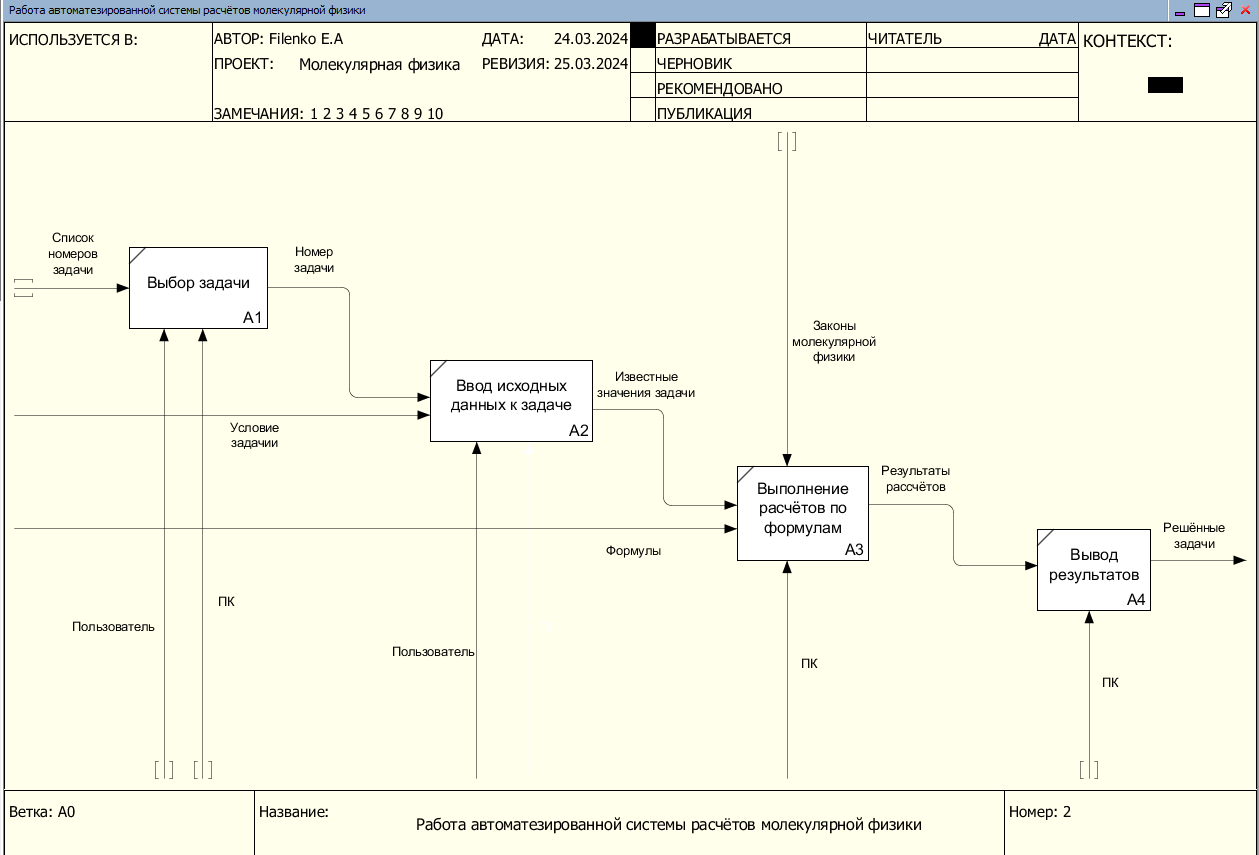 Работа автоматезированной системы расчётов молекулярной физики
ИСПОЛЬЗУЕТСЯ В:
АВТОР: Filenko E.A
ДАТА: 24.03.2024
ПРОЕКТ: Молекулярная физика
РЕВИЗИЯ: 25.03.2024
ЗАМЕЧАНИЯ: 1 2 3 4 5 6 7 8 9 10
РАЗРАБАТЫВАЕТСЯ
ЧЕРНОВИК
РЕКОМЕНДОВАНО
ПУБЛИКАЦИЯ
ЧИТАТЕЛЬ
ДАТА
КОНТЕКСТ:
Список
номеров
задачи
Выбор задачи
A1
Номер
задачи
Законы
молекулярной
физики
Ввод исходных
данных к задаче
A2
Известные
значения задачи
Условие
задачии
Выполнение
расчётов по
формулам
A3
Результаты
рассчётов
Формулы
Вывод
результатов
A4
Решённые
задачи
ПК
Пользователь
Пользователь
ПК
ПК
Ветка: A0
Название:
Работа автоматезированной системы расчётов молекулярной физики
Номер: 2